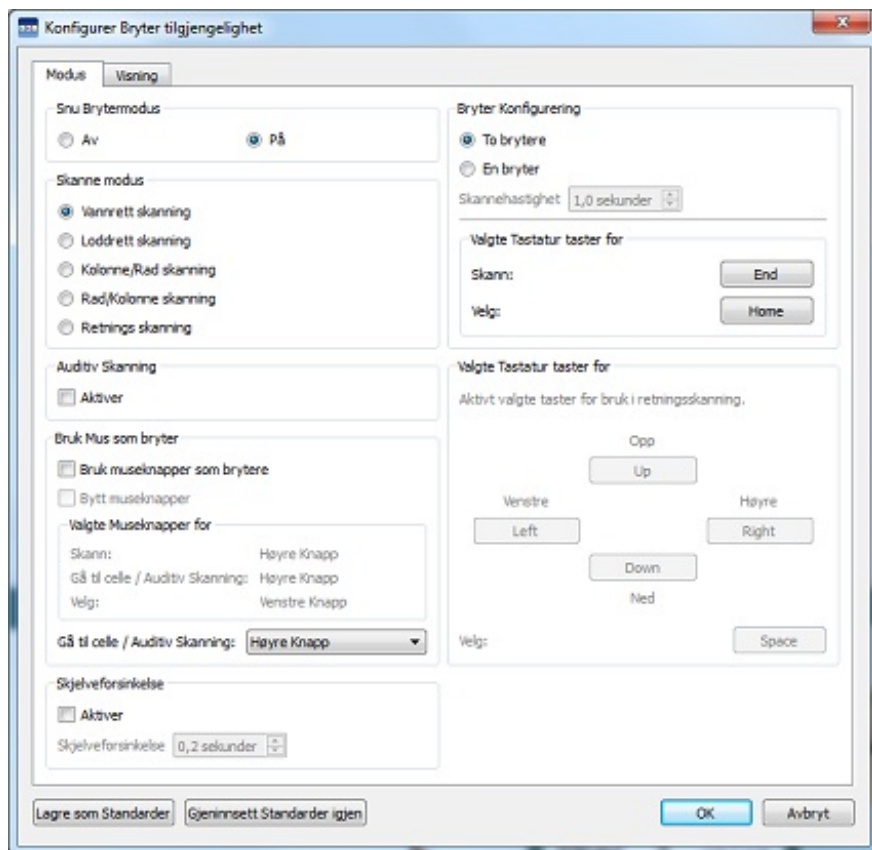 Konfigurer Bryter tilgjengelighet
Modus
Visning
Snu Brytermodus
Av
På
Skanne modus
Vannrett skanning
Loddrett skanning
Kolonne/Rad skanning
Rad/Kolonne skanning
Retnings skanning
Auditiv Skanning
Aktiver
Bruk Mus som bryter
Bruk museknapper som brytere
Bytt museknapper
Valgte Museknapper for
Skann: Høyre Knapp
Gå til celle / Auditiv Skanning: Høyre Knapp
Velg: Venstre Knapp
Gå til celle / Auditiv Skanning: Høyre Knapp
Skjelveforsinkelse
Aktiver
Skjelveforsinkelse 0,2 sekunder
Bryter Konfigurering
To brytere
En bryter
Skannehastighet 1,0 sekunder
Valgte Tastatur taster for
Skann: End
Velg: Home
Valgte Tastatur taster for
Aktivt valgte taster for bruk i retningsskanning.
Opp
Up
Venstre Høyre
Left Right
Down
Ned
Velg: Space
Lagre som Standarder Gjeninnsett Standarder igjen OK Avbryt